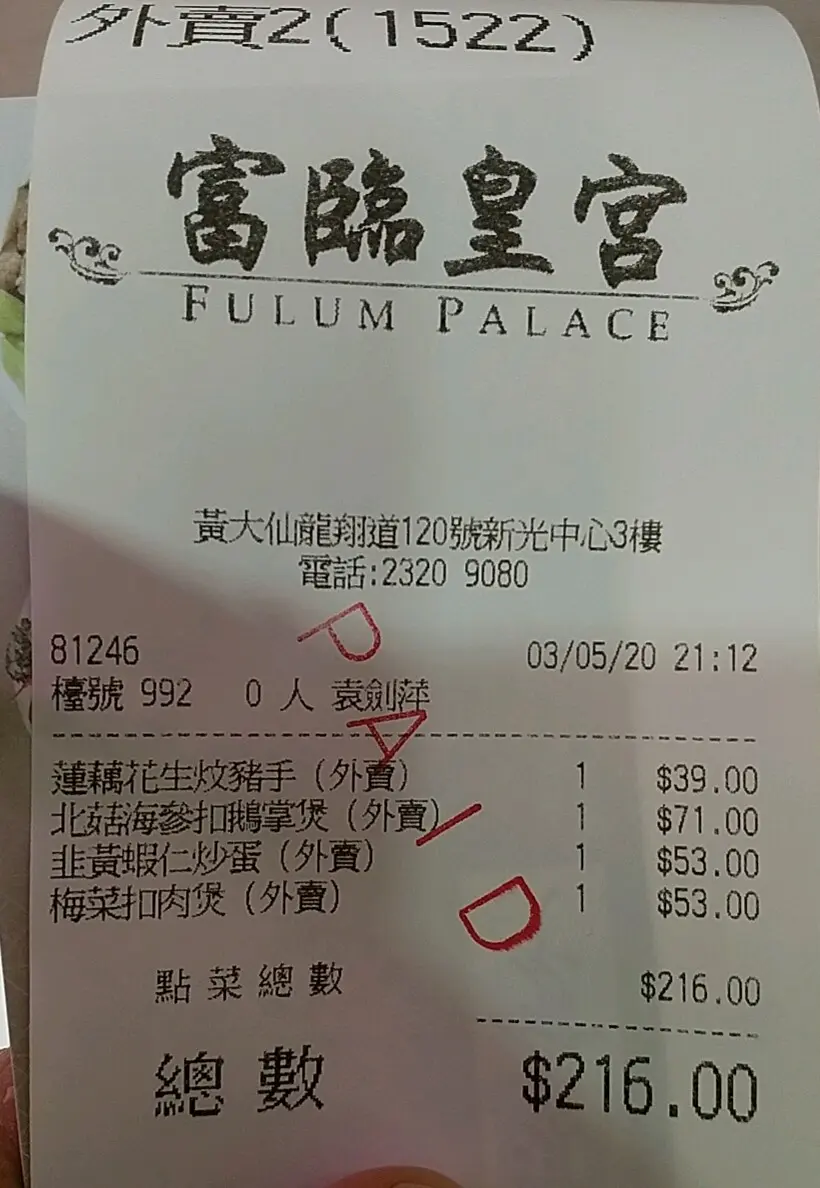 外賣2(1522)
富臨皇宮
FULUM PALACE
黃大仙龍翔道120號新光中心3樓
電話:2320 9080
81246 03/05/20 21:12
檯號 992 0 人 袁劍萍
蓮藕花生炆豬手(外賣) 1 $39.00
北菇海參扣鵝掌煲(外賣) 1 $71.00
韭黃蝦仁炒蛋(外賣) 1 $53.00
梅菜扣肉煲(外賣) 1 $53.00
PAID
點菜總數 $216.00
總數 $216.00